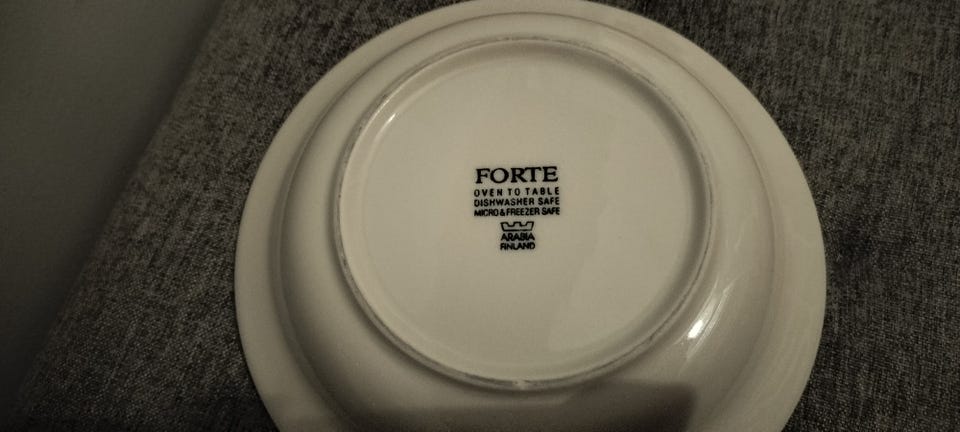 FORTE
OVEN TO TABLE
DISHWASHER SAFE
MICRO & FREEZER SAFE
ARABIA
FINLAND